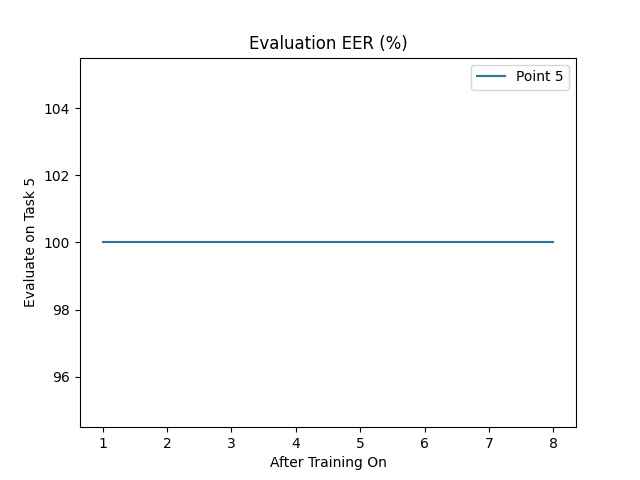 Evaluation EER (%)
Point 5
104
102
100
98
96
Evaluate on Task 5
1 2 3 4 5 6 7 8
After Training On